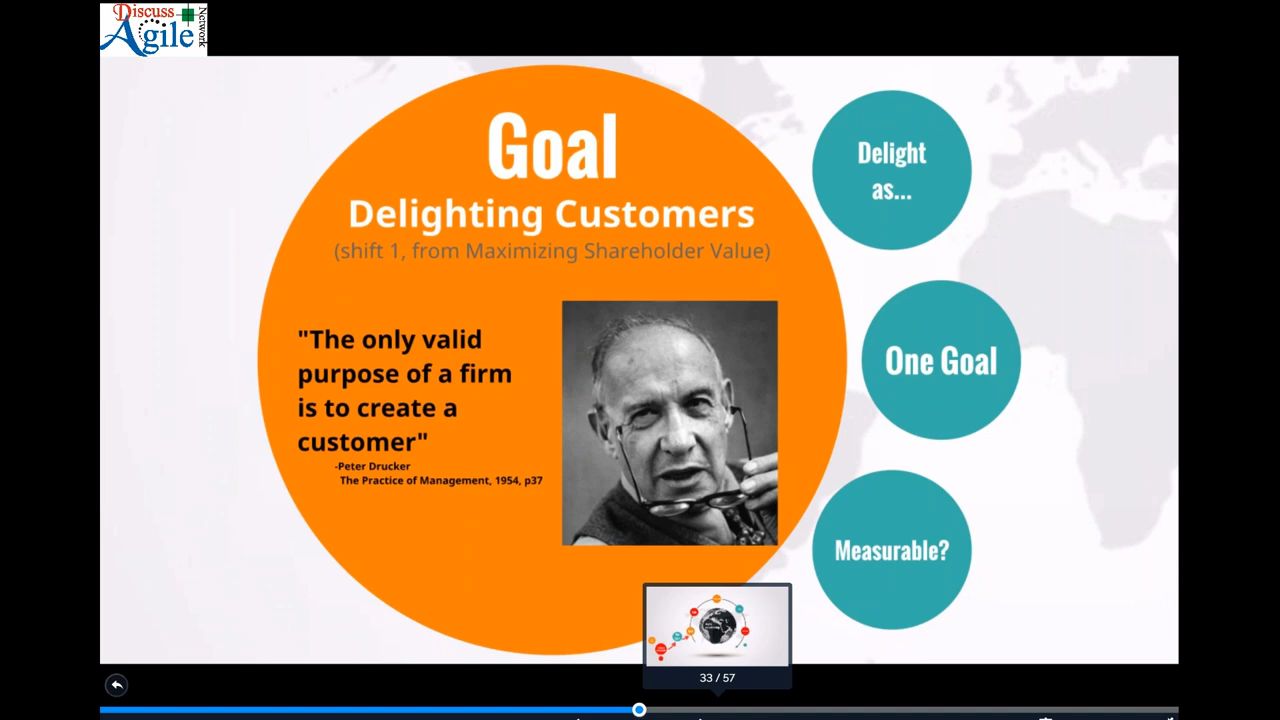 Discuss
Agile
Network
Goal
Delighting Customers
(shift 1, from Maximizing Shareholder Value)
"The only valid
purpose of a firm
is to create a
customer"
-Peter Drucker
The Practice of Management, 1954, p37
Delight
as...
One Goal
Measurable?
33 / 57